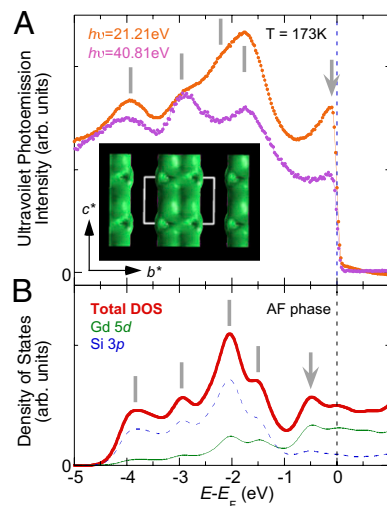 A
hυ=21.21eV
hυ=40.81eV
T = 173K
Ultravoilet Photoemission
Intensity (arb. units)
c*
b*
0
B
Total DOS
Gd 5d
Si 3p
AF phase
Density of States
(arb. units)
0
-5 -4 -3 -2 -1 0
E-EF (eV)